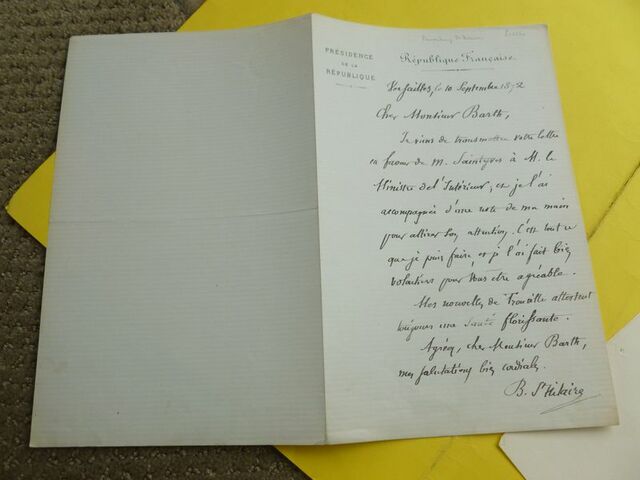 PRÉSIDENCE
DE LA
RÉPUBLIQUE
République Française.
Versailles, le 10 Septembre 1872
Cher Monsieur Barth,
Je viens de transmettre votre lettre
en faveur de M. Saintyves à M. le
Ministre de l'Intérieur, et je l'ai
accompagnée d'une note de ma main
pour attirer son attention. C'est tout ce
que je puis faire, et je l'ai fait bien
volontiers pour vous être agréable.
Mes nouvelles de Trouville attestent
toujours une santé florissante.
Agréez, cher Monsieur Barth,
mes salutations bien cordiales.
B. St Hilaire